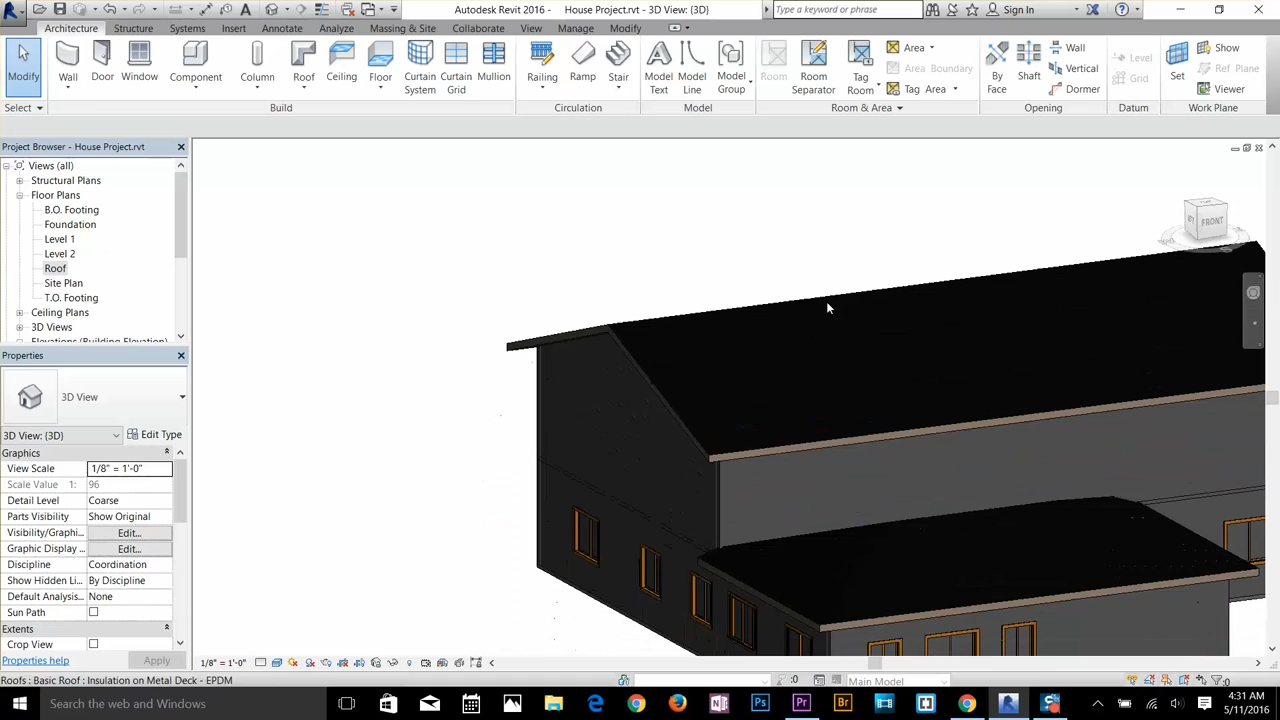 Autodesk Revit 2016 - House Project.rvt - 3D View: {3D}
Type a keyword or phrase
Sign In
Architecture Structure Systems Insert Annotate Analyze Massing & Site Collaborate View Manage Modify
Modify Wall Door Window Component Column Roof Ceiling Floor Curtain System Curtain Grid Mullion Railing Ramp Stair Model Text Model Line Model Group Room Room Separator Tag Room Area Area Boundary Tag Area By Face Shaft Wall Vertical Dormer Level Grid Set Show Ref Plane Viewer
Select Build Circulation Model Room & Area Opening Datum Work Plane
Project Browser - House Project.rvt
Views (all)
Structural Plans
Floor Plans
B.O. Footing
Foundation
Level 1
Level 2
Roof
Site Plan
T.O. Footing
Ceiling Plans
3D Views
Elevations (Building Elevation)
FRONT
Properties
3D View
3D View: {3D} Edit Type
Graphics
View Scale 1/8" = 1'-0"
Scale Value 1: 96
Detail Level Coarse
Parts Visibility Show Original
Visibility/Graphi... Edit...
Graphic Display ... Edit...
Discipline Coordination
Show Hidden Li... By Discipline
Default Analysis... None
Sun Path
Extents
Crop View
Properties help Apply
1/8" = 1'-0"
Roofs : Basic Roof : Insulation on Metal Deck - EPDM
:0
Main Model
:0
Search the web and Windows
4:31 AM
5/11/2016